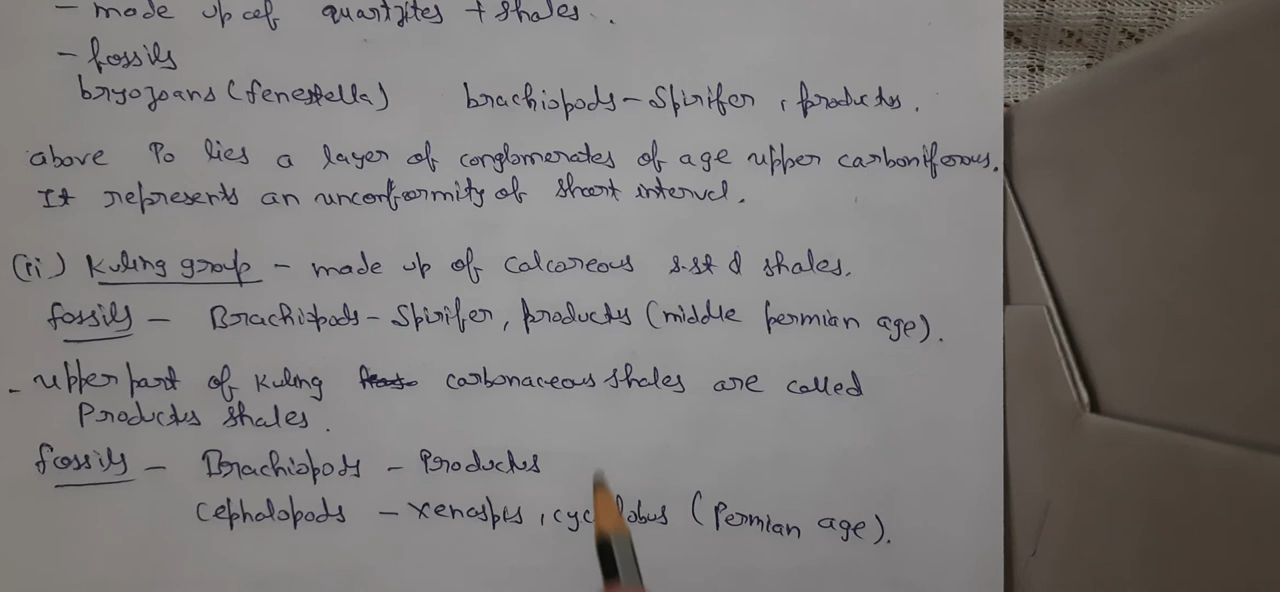 - made up of quartzites + shales.
- fossils
bryozoans (fenestella) brachiopods - Spirifer, productus.
above Po lies a layer of conglomerates of age upper carboniferous.
It represents an unconformity of short interval.
(ii) Kuling group - made up of calcareous s.st & shales.
fossils - Brachiopods - Spirifer, productus (middle permian age).
- upper part of Kuling carbonaceous shales are called
Productus shales.
fossils - Brachiopods - Productus
Cephalopods - xenaspis, cyclobus (Permian age).